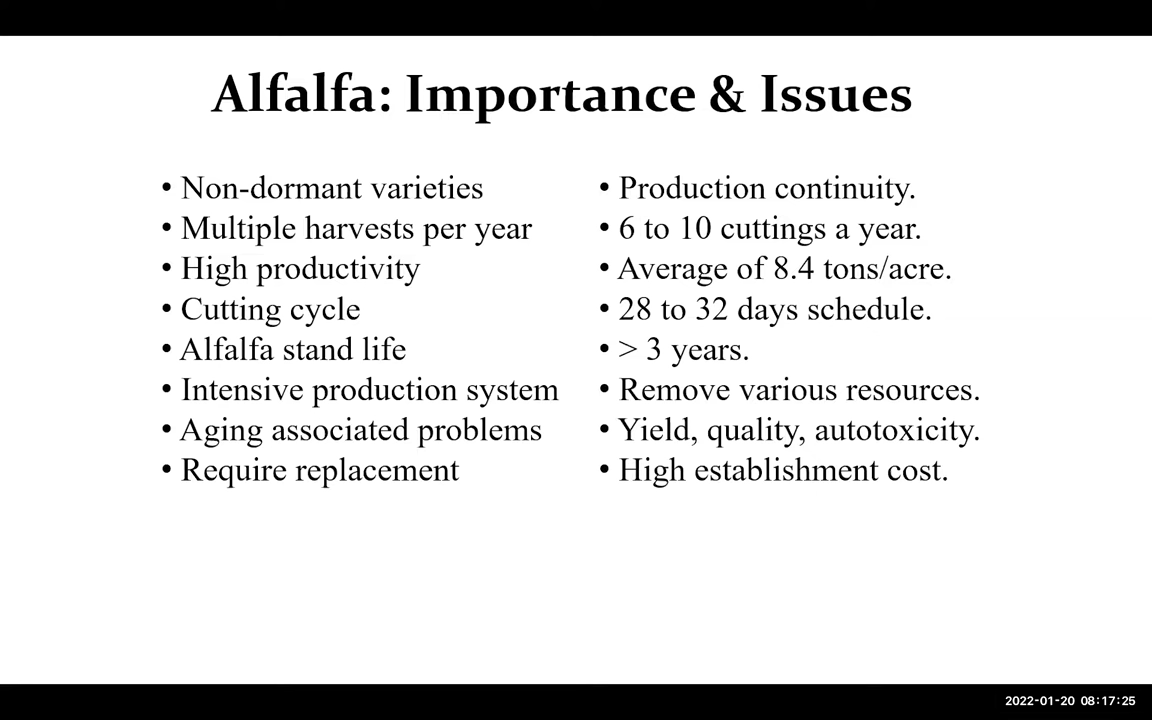 Alfalfa: Importance & Issues
• Non-dormant varieties
• Multiple harvests per year
• High productivity
• Cutting cycle
• Alfalfa stand life
• Intensive production system
• Aging associated problems
• Require replacement
• Production continuity.
• 6 to 10 cuttings a year.
• Average of 8.4 tons/acre.
• 28 to 32 days schedule.
• > 3 years.
• Remove various resources.
• Yield, quality, autotoxicity.
• High establishment cost.
2022-01-20 08:17:25